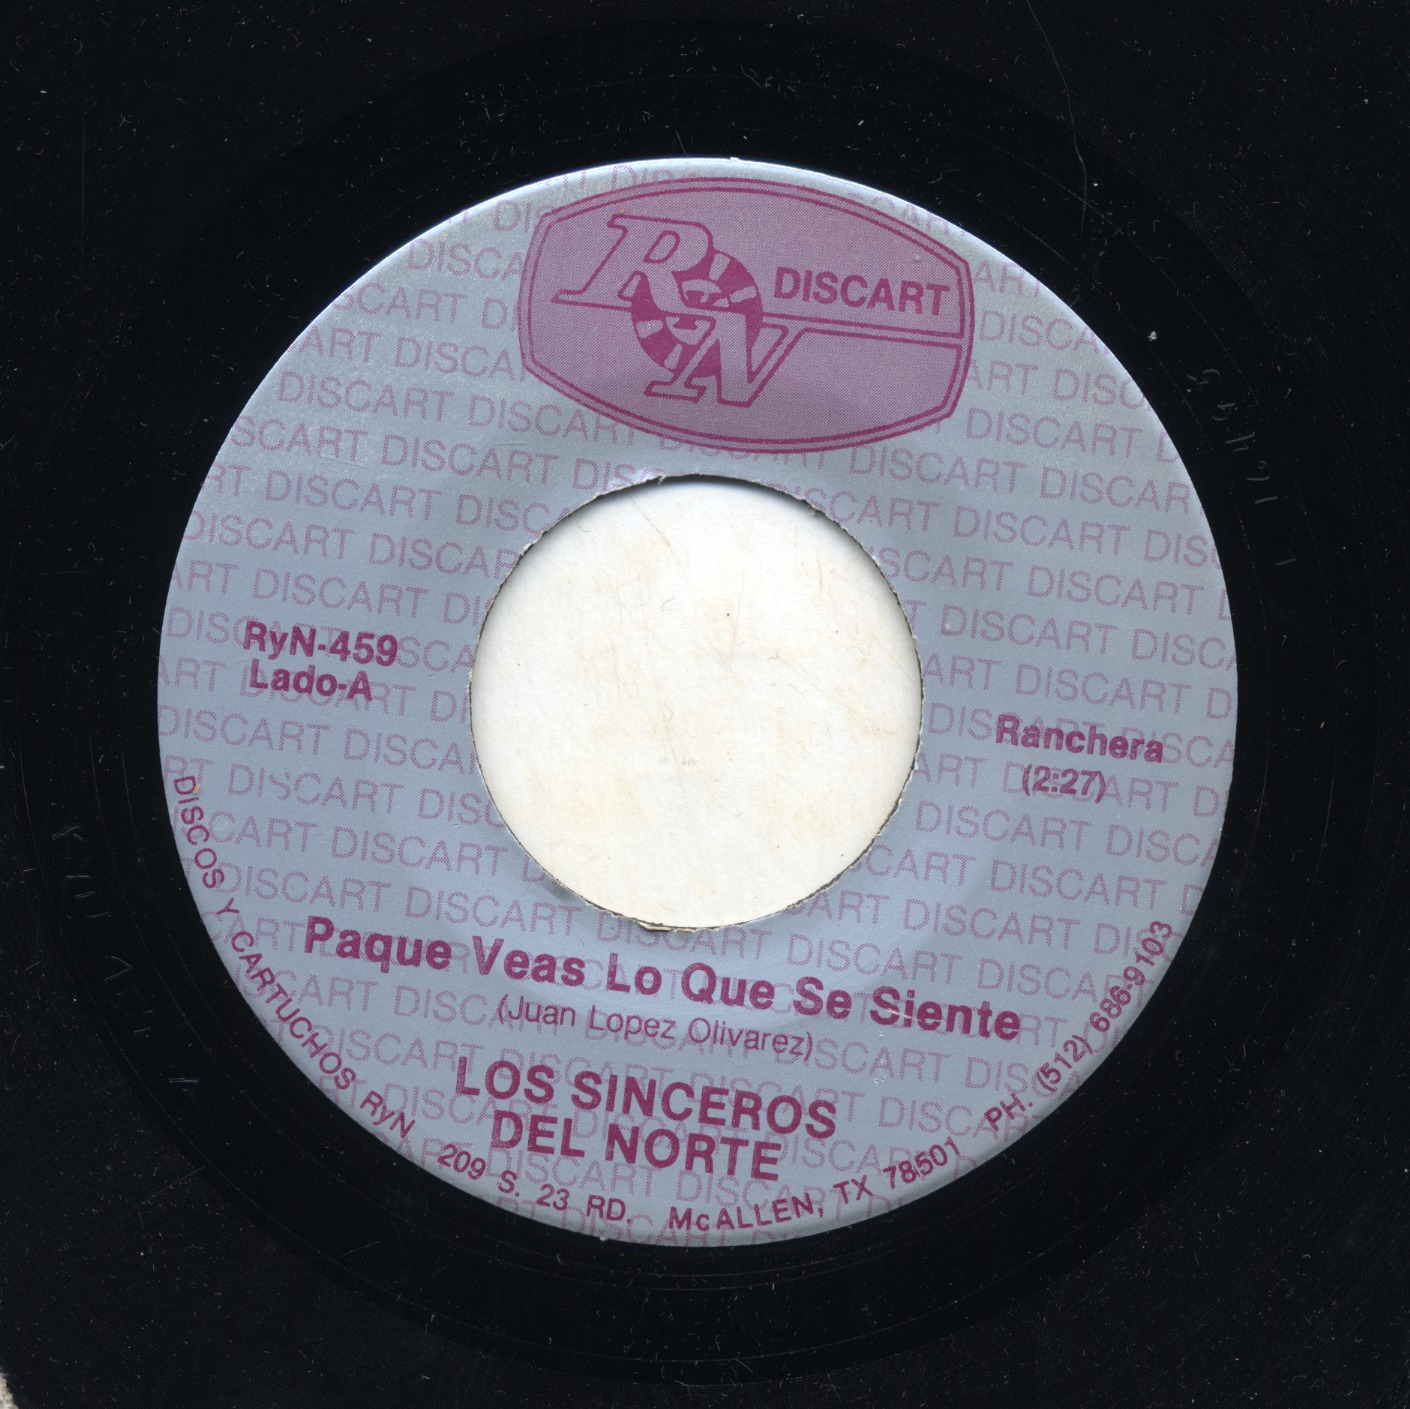 RyN DISCART
RyN-459
Lado-A
Ranchera
(2:27)
Paque Veas Lo Que Se Siente
(Juan Lopez Olivarez)
LOS SINCEROS
DEL NORTE
DISCOS Y CARTUCHOS RyN 209 S. 23 RD. McALLEN, TX 78501 PH. (512) 686-9103